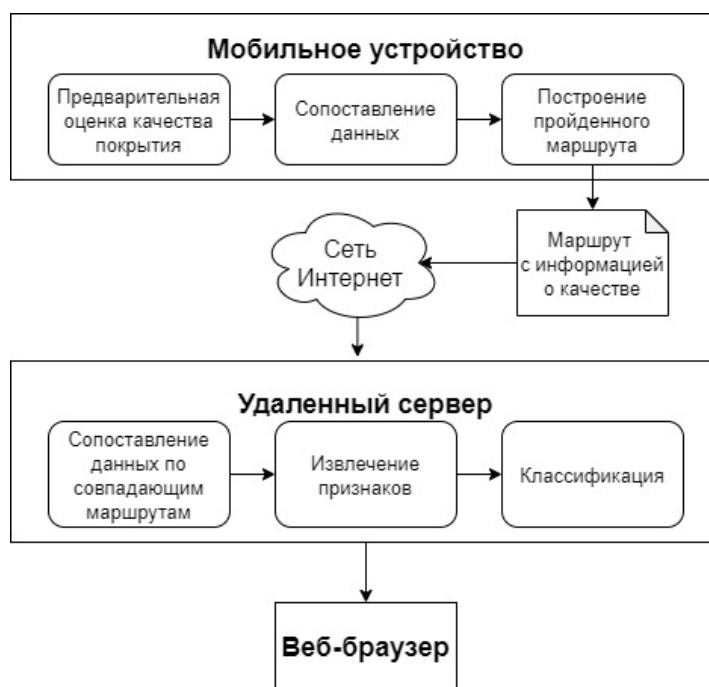 Мобильное устройство
Предварительная
оценка качества
покрытия
Сопоставление
данных
Построение
пройденного
маршрута
Маршрут
с информацией
о качестве
Сеть
Интернет
Удаленный сервер
Сопоставление
данных по
совпадающим
маршрутам
Извлечение
признаков
Классификация
Веб-браузер